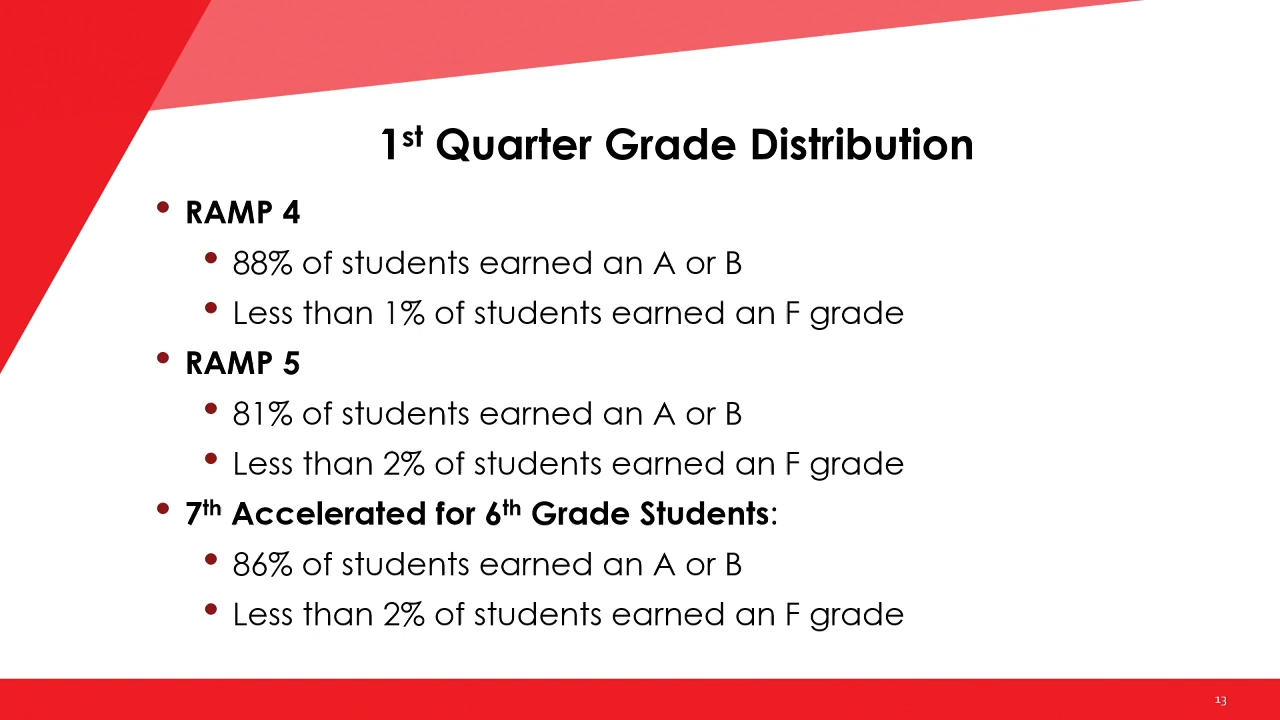 1st Quarter Grade Distribution
• RAMP 4
• 88% of students earned an A or B
• Less than 1% of students earned an F grade
• RAMP 5
• 81% of students earned an A or B
• Less than 2% of students earned an F grade
• 7th Accelerated for 6th Grade Students:
• 86% of students earned an A or B
• Less than 2% of students earned an F grade
13